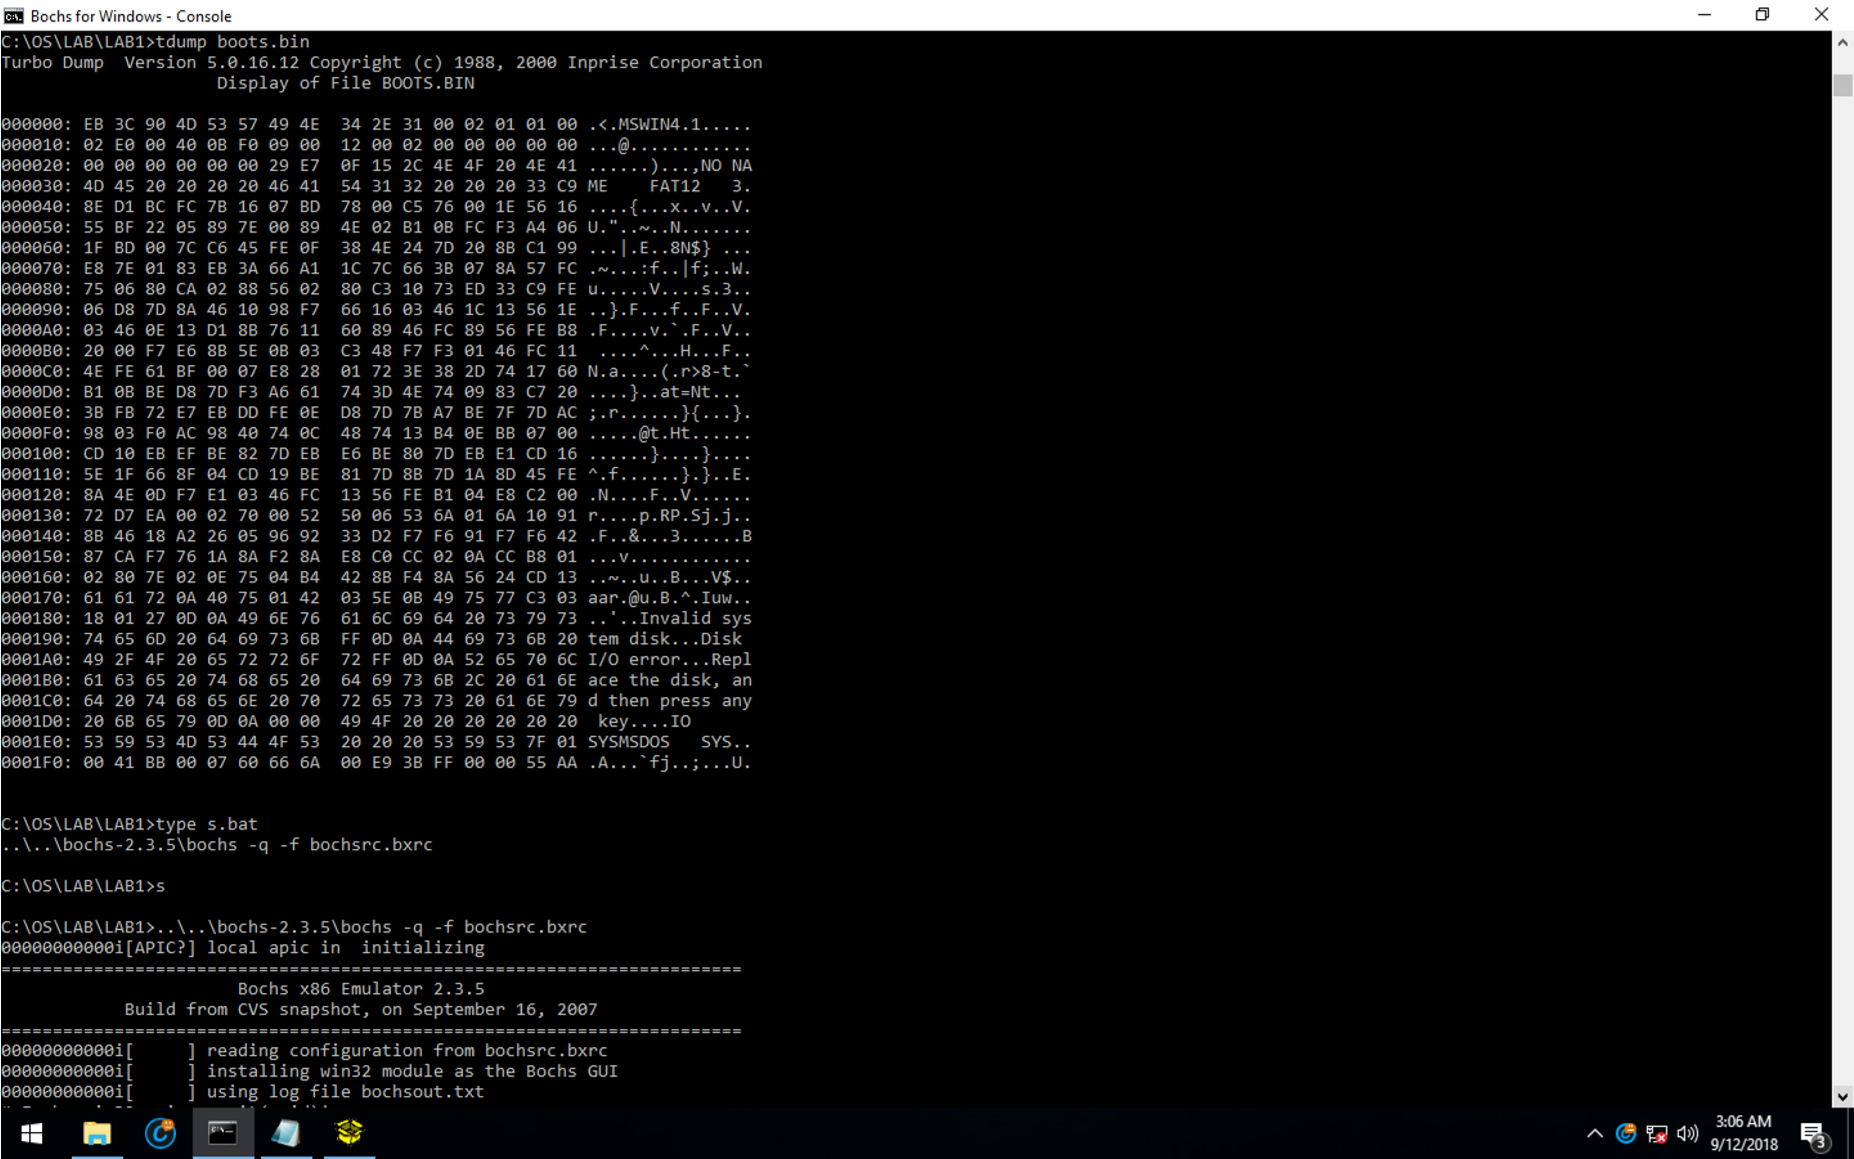 Bochs for Windows - Console
C:\OS\LAB\LAB1>tdump boots.bin
Turbo Dump  Version 5.0.16.12 Copyright (c) 1988, 2000 Inprise Corporation
                     Display of File BOOTS.BIN
000000: EB 3C 90 4D 53 57 49 4E  34 2E 31 00 02 01 01 00 .<.MSWIN4.1.....
000010: 02 E0 00 40 0B F0 09 00  12 00 02 00 00 00 00 00 ...@............
000020: 00 00 00 00 00 00 29 E7  0F 15 2C 4E 4F 20 4E 41 ......)...,NO NA
000030: 4D 45 20 20 20 20 46 41  54 31 32 20 20 20 33 C9 ME    FAT12   3.
000040: 8E D1 BC FC 7B 16 07 BD  78 00 C5 76 00 1E 56 16 ....{...x..v..V.
000050: 55 BF 22 05 89 7E 00 89  4E 02 B1 0B FC F3 A4 06 U."..~..N.......
000060: 1F BD 00 7C C6 45 FE 0F  38 4E 24 7D 20 8B C1 99 ...|.E..8N$} ...
000070: E8 7E 01 83 EB 3A 66 A1  1C 7C 66 3B 07 8A 57 FC .~...:f..|f;..W.
000080: 75 06 80 CA 02 88 56 02  80 C3 10 73 ED 33 C9 FE u.....V....s.3..
000090: 06 D8 7D 8A 46 10 98 F7  66 16 03 46 1C 13 56 1E ..}.F...f..F..V.
0000A0: 03 46 0E 13 D1 8B 76 11  60 89 46 FC 89 56 FE B8 .F....v.`.F..V..
0000B0: 20 00 F7 E6 8B 5E 0B 03  C3 48 F7 F3 01 46 FC 11  ....^...H...F..
0000C0: 4E FE 61 BF 00 07 E8 28  01 72 3E 38 2D 74 17 60 N.a....(.r>8-t.`
0000D0: B1 0B BE D8 7D F3 A6 61  74 3D 4E 74 09 83 C7 20 ....}..at=Nt...
0000E0: 3B FB 72 E7 EB DD FE 0E  D8 7D 7B A7 BE 7F 7D AC ;.r......}{...}.
0000F0: 98 03 F0 AC 98 40 74 0C  48 74 13 B4 0E BB 07 00 .....@t.Ht......
000100: CD 10 EB EF BE 82 7D EB  E6 BE 80 7D EB E1 CD 16 ......}....}....
000110: 5E 1F 66 8F 04 CD 19 BE  81 7D 8B 7D 1A 8D 45 FE ^.f......}.}..E.
000120: 8A 4E 0D F7 E1 03 46 FC  13 56 FE B1 04 E8 C2 00 .N....F..V......
000130: 72 D7 EA 00 02 70 00 52  50 06 53 6A 01 6A 10 91 r....p.RP.Sj.j..
000140: 8B 46 18 A2 26 05 96 92  33 D2 F7 F6 91 F7 F6 42 .F..&...3......B
000150: 87 CA F7 76 1A 8A F2 8A  E8 C0 CC 02 0A CC B8 01 ...v............
000160: 02 80 7E 02 0E 75 04 B4  42 8B F4 8A 56 24 CD 13 ..~..u..B...V$..
000170: 61 61 72 0A 40 75 01 42  03 5E 0B 49 75 77 C3 03 aar.@u.B.^.Iuw..
000180: 18 01 27 0D 0A 49 6E 76  61 6C 69 64 20 73 79 73 ..'..Invalid sys
000190: 74 65 6D 20 64 69 73 6B  FF 0D 0A 44 69 73 6B 20 tem disk...Disk
0001A0: 49 2F 4F 20 65 72 72 6F  72 FF 0D 0A 52 65 70 6C I/O error...Repl
0001B0: 61 63 65 20 74 68 65 20  64 69 73 6B 2C 20 61 6E ace the disk, an
0001C0: 64 20 74 68 65 6E 20 70  72 65 73 73 20 61 6E 79 d then press any
0001D0: 20 6B 65 79 0D 0A 00 00  49 4F 20 20 20 20 20 20  key....IO
0001E0: 53 59 53 4D 53 44 4F 53  20 20 20 53 59 53 7F 01 SYSMSDOS   SYS..
0001F0: 00 41 BB 00 07 60 66 6A  00 E9 3B FF 00 00 55 AA .A...`fj..;...U.
C:\OS\LAB\LAB1>type s.bat
..\..\bochs-2.3.5\bochs -q -f bochsrc.bxrc
C:\OS\LAB\LAB1>s
C:\OS\LAB\LAB1>..\..\bochs-2.3.5\bochs -q -f bochsrc.bxrc
00000000000i[APIC?] local apic in  initializing
========================================================================
                       Bochs x86 Emulator 2.3.5
            Build from CVS snapshot, on September 16, 2007
========================================================================
00000000000i[     ] reading configuration from bochsrc.bxrc
00000000000i[     ] installing win32 module as the Bochs GUI
00000000000i[     ] using log file bochsout.txt
3:06 AM
9/12/2018
3